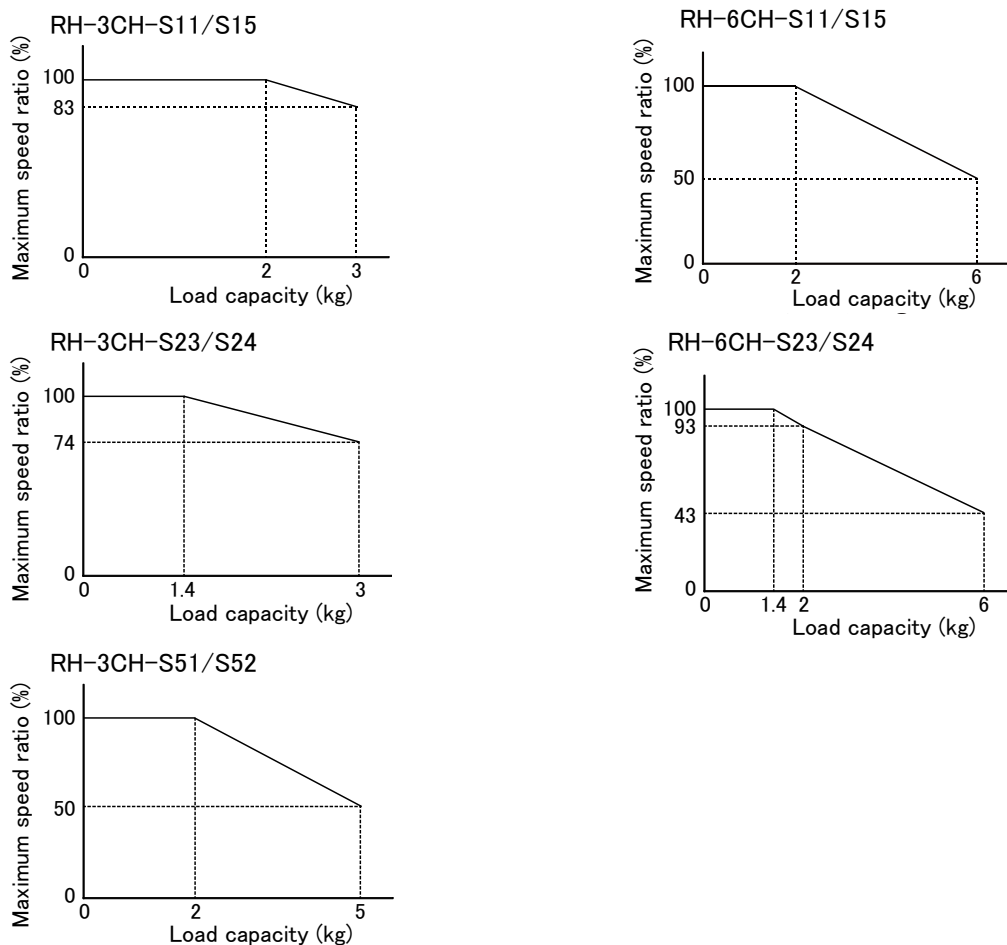 RH-3CH-S11/S15
Maximum speed ratio (%)
100
83
0
0
2
3
Load capacity (kg)
RH-6CH-S11/S15
Maximum speed ratio (%)
100
50
0
0
2
6
Load capacity (kg)
RH-3CH-S23/S24
Maximum speed ratio (%)
100
74
0
0
1.4
3
Load capacity (kg)
RH-6CH-S23/S24
Maximum speed ratio (%)
100
93
43
0
0
1.4
2
6
Load capacity (kg)
RH-3CH-S51/S52
Maximum speed ratio (%)
100
50
0
0
2
5
Load capacity (kg)